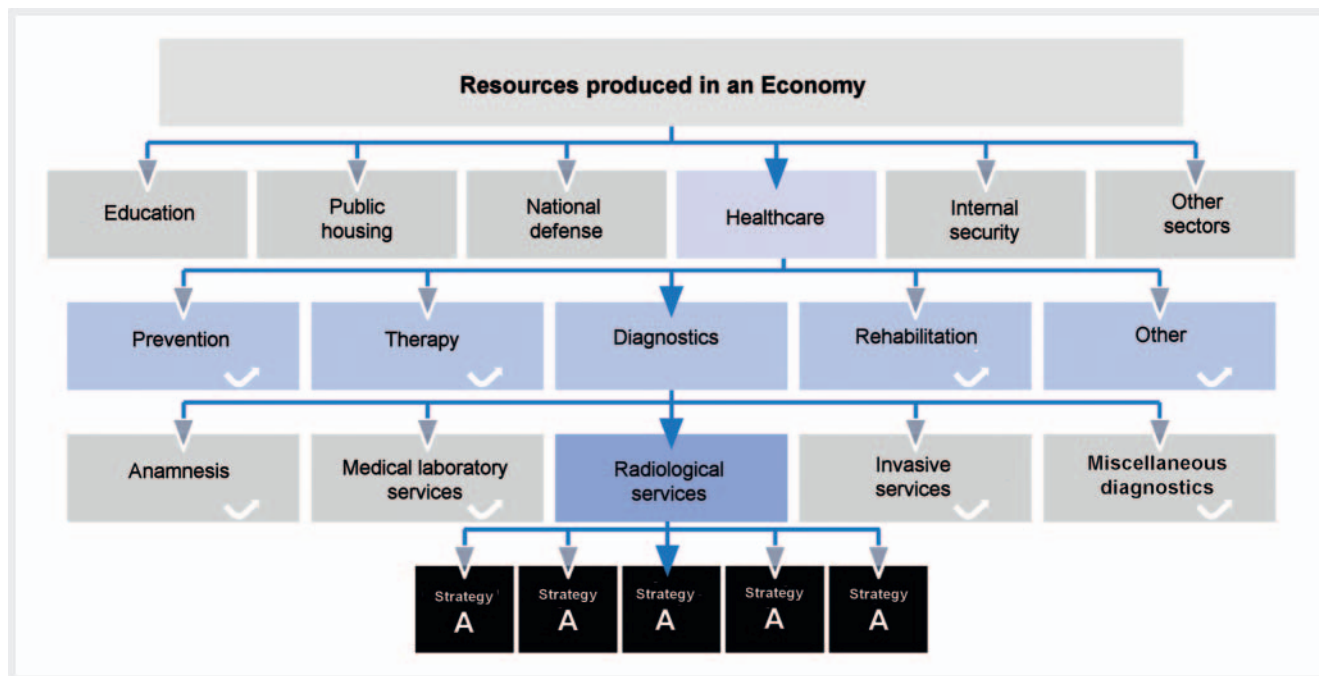 Resources produced in an Economy
Education
Public
housing
National
defense
Healthcare
Internal
security
Other
sectors
Prevention
Therapy
Diagnostics
Rehabilitation
Other
Anamnesis
Medical laboratory
services
Radiological
services
Invasive
services
Miscellaneous
diagnostics
Strategy
A
Strategy
A
Strategy
A
Strategy
A
Strategy
A